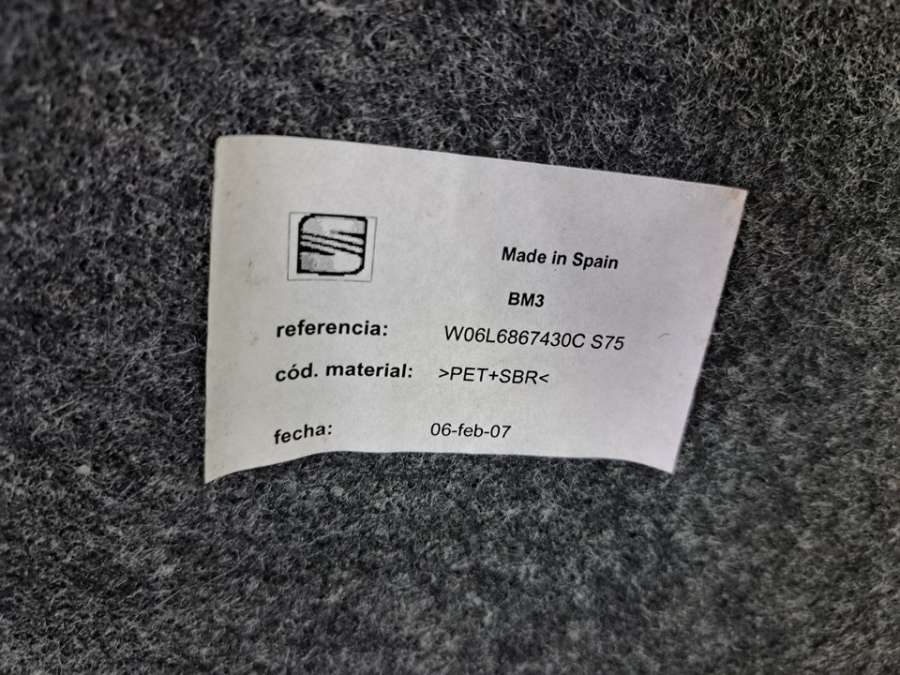 Made in Spain
BM3
referencia: W06L6867430C S75
cód. material: >PET+SBR<
fecha: 06-feb-07